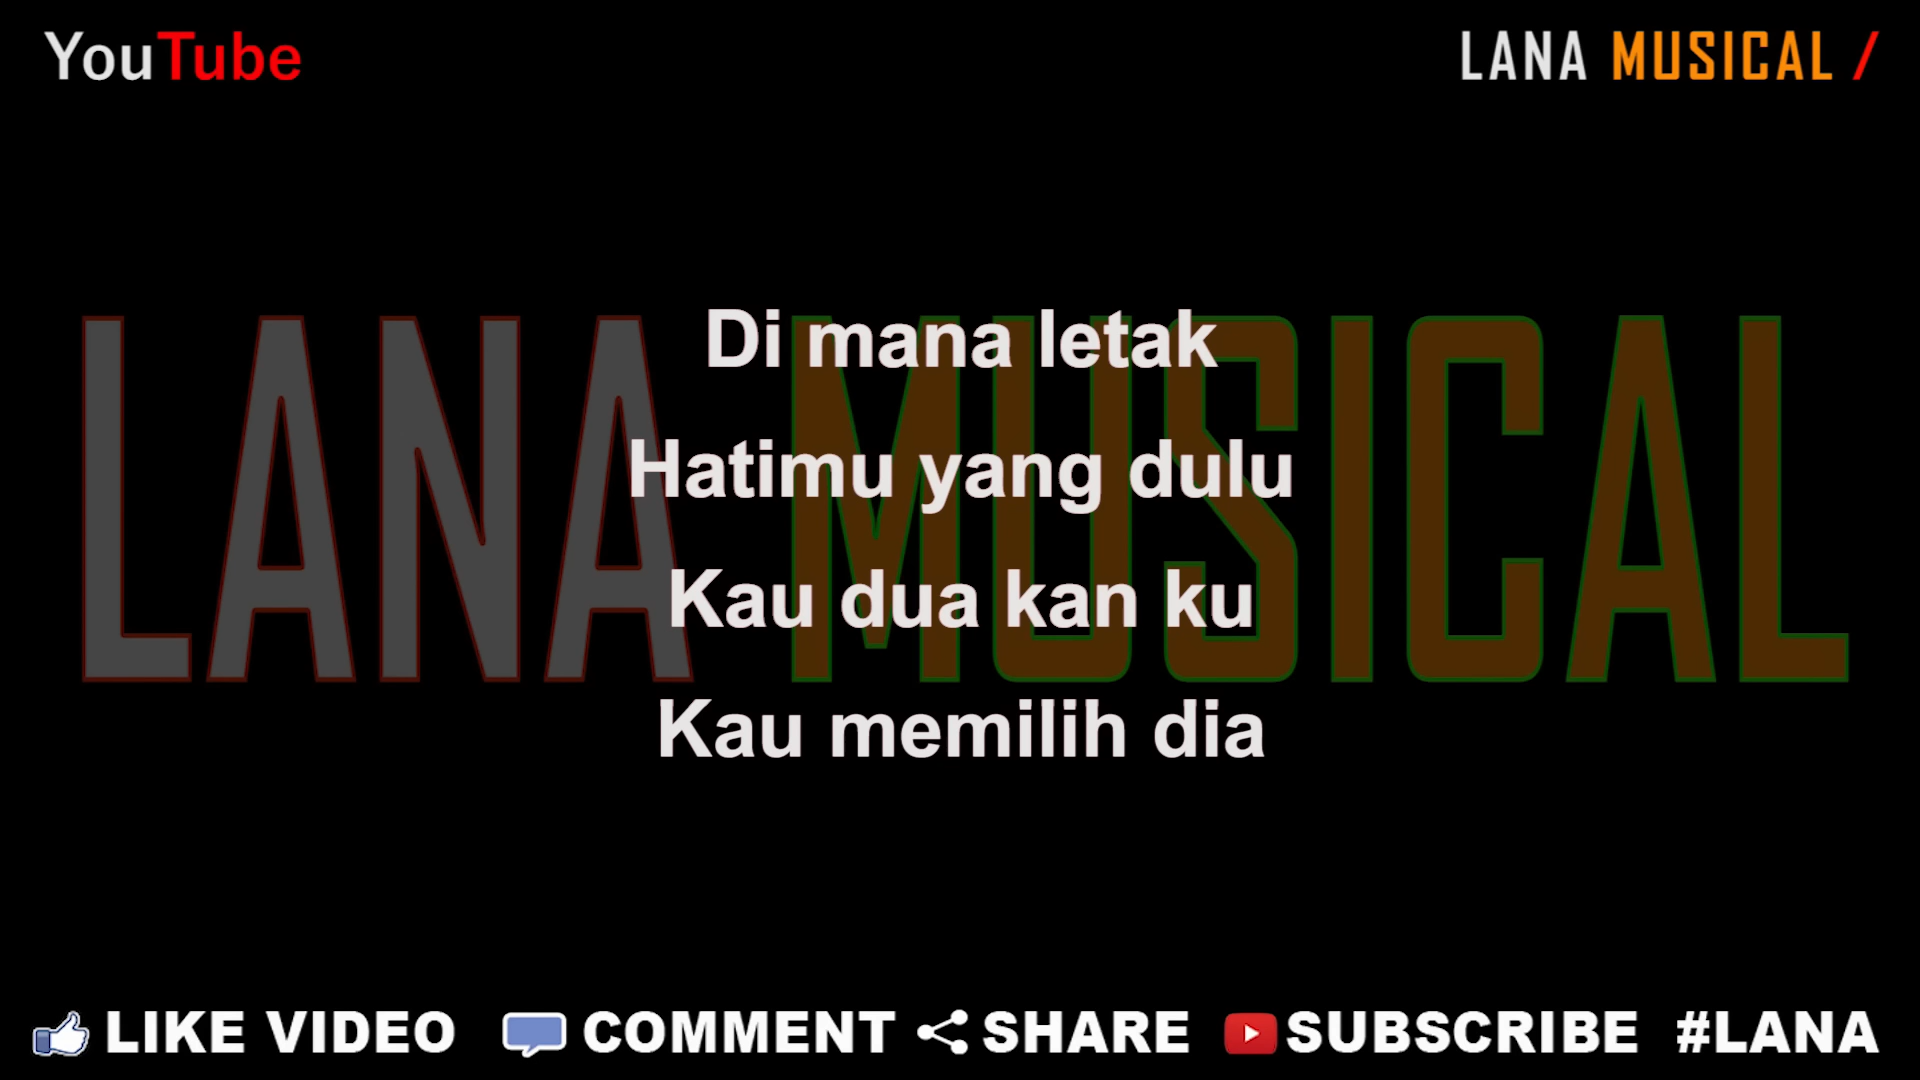 YouTube
LANA MUSICAL /
LANA MUSICAL
Di mana letak
Hatimu yang dulu
Kau dua kan ku
Kau memilih dia
LIKE VIDEO COMMENT SHARE SUBSCRIBE #LANA